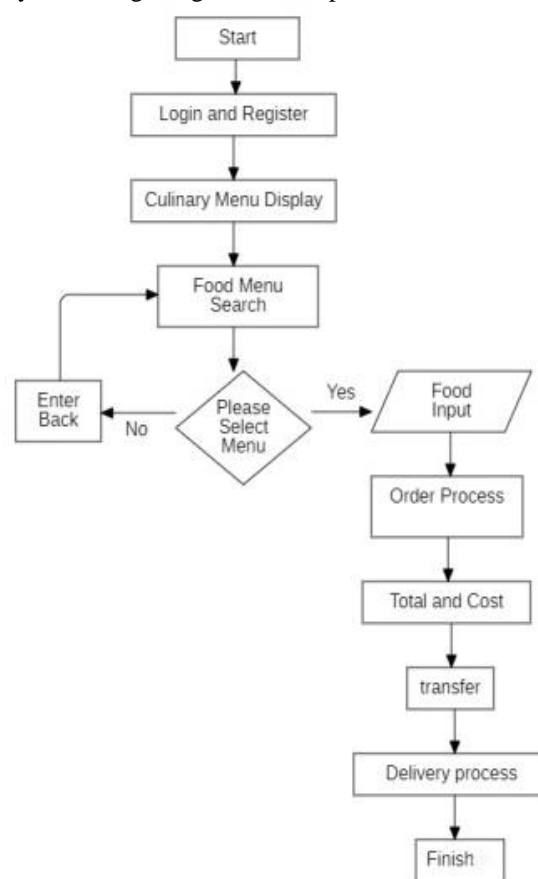 Start
Login and Register
Culinary Menu Display
Food Menu
Search
Please
Select
Menu
No
Enter
Back
Yes
Food
Input
Order Process
Total and Cost
transfer
Delivery process
Finish